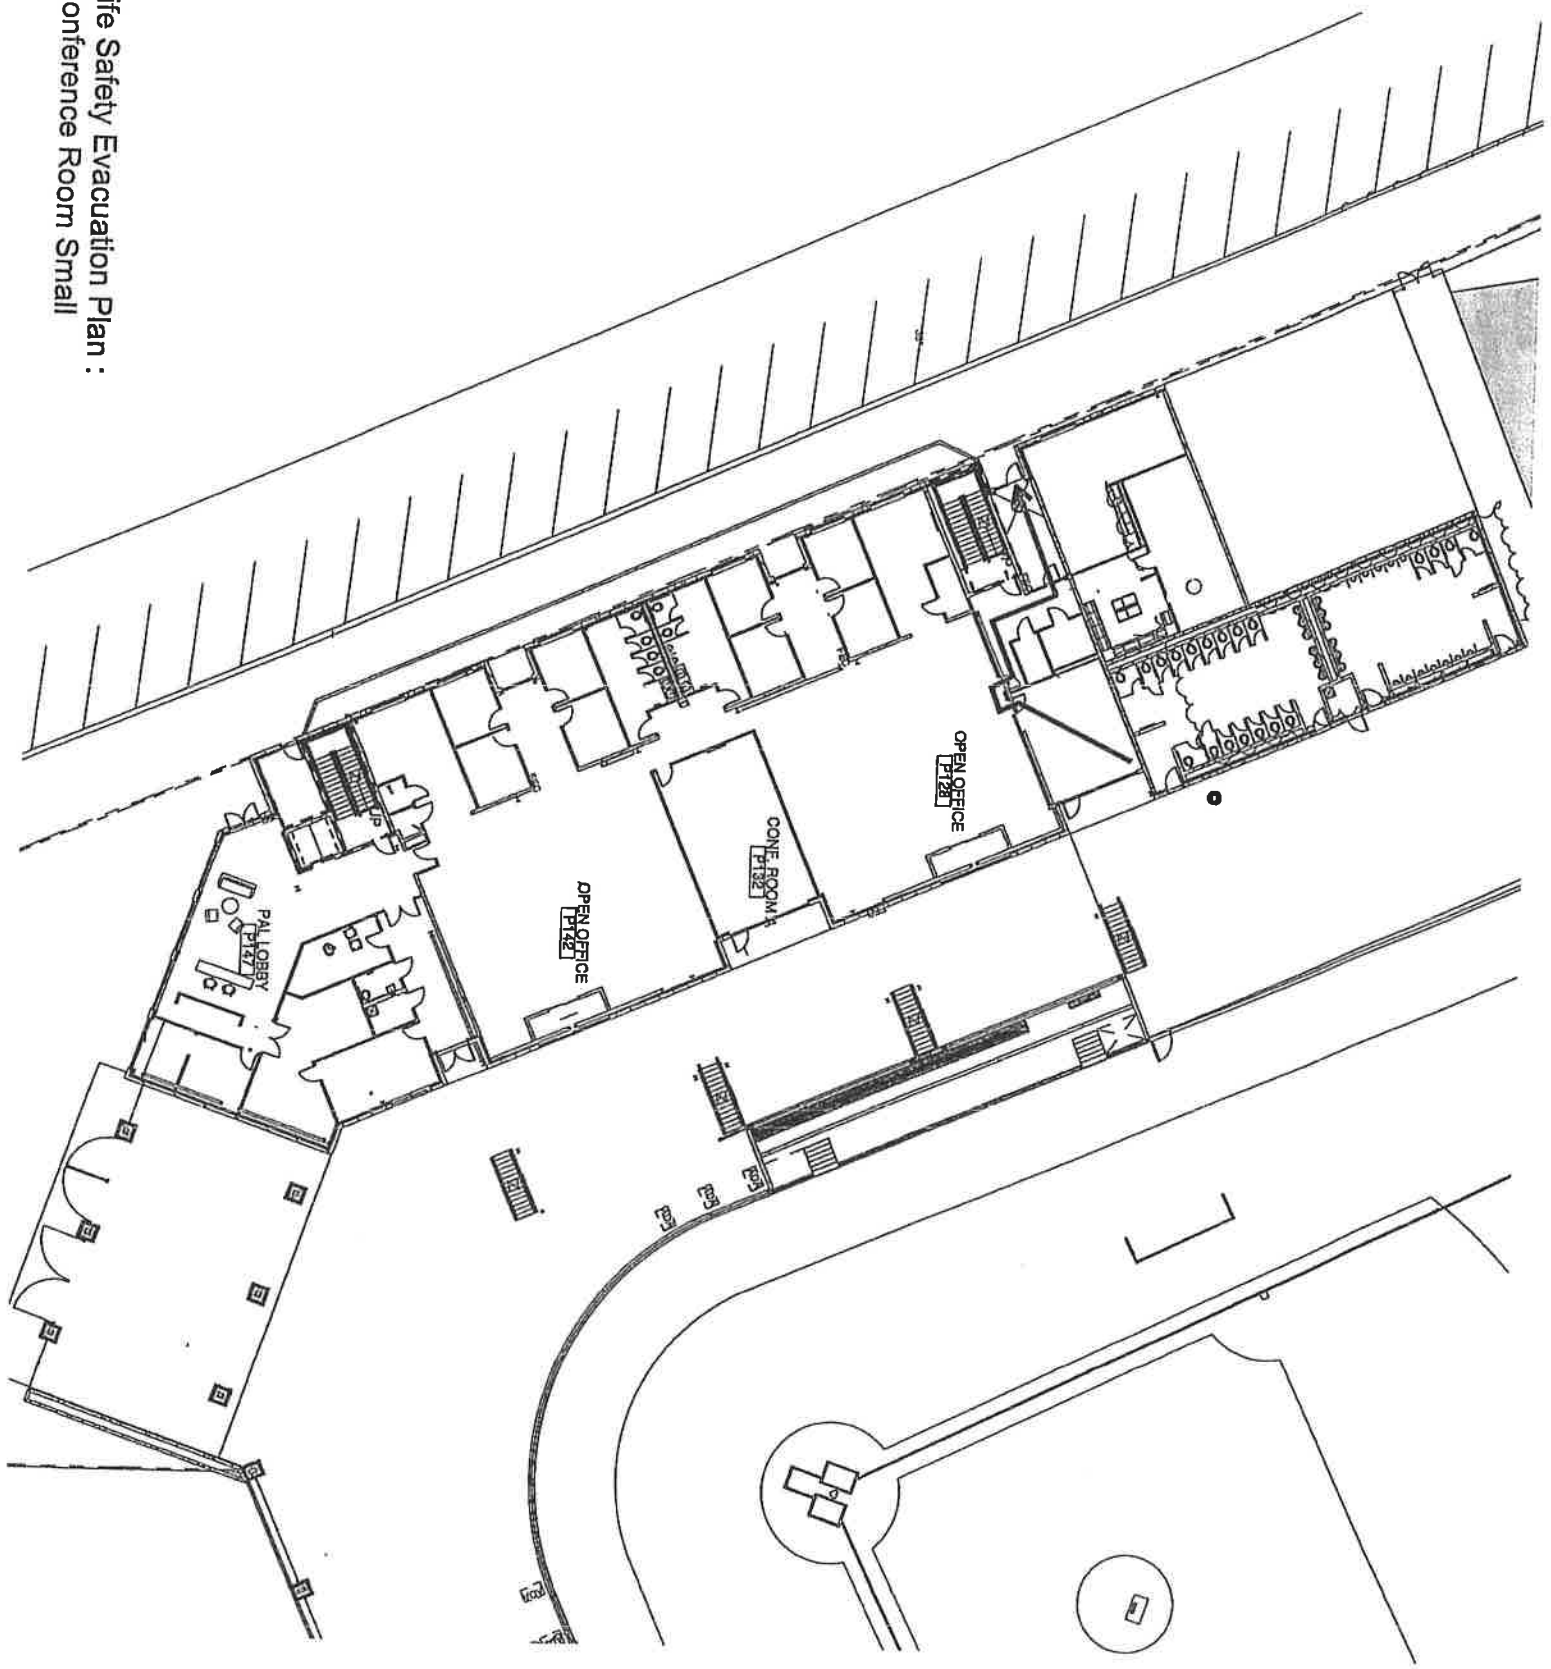 ife Safety Evacuation Plan :
onference Room Small
OPEN OFFICE
P128
CONF. ROOM
P132
OPEN OFFICE
P142
PAL LOBBY
P147
UP